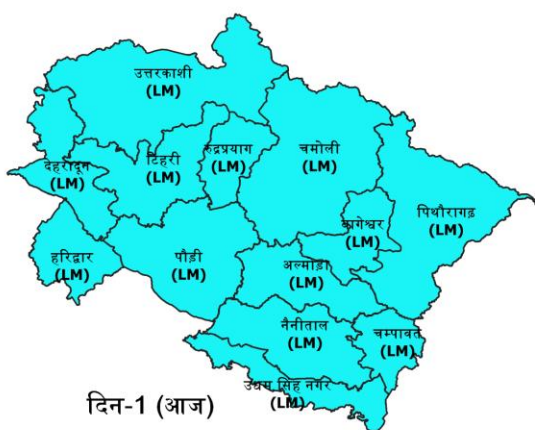 उत्तरकाशी
(LM)
देहरादून
(LM)
टिहरी
(LM)
रुद्रप्रयाग
(LM)
चमोली
(LM)
बागेश्वर
(LM)
पिथौरागढ़
(LM)
हरिद्वार
(LM)
पौड़ी
(LM)
अल्मोड़ा
(LM)
नैनीताल
(LM)
चम्पावत
(LM)
उधम सिंह नगर
(LM)
दिन-1 (आज)